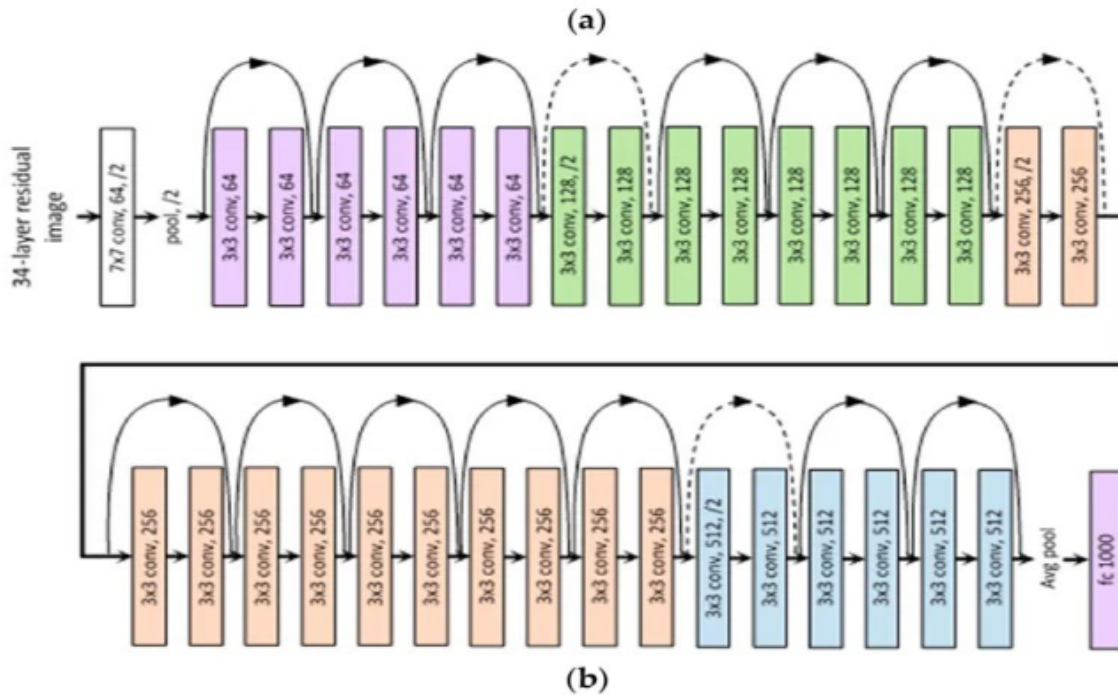 (a)
34-layer residual
image
7x7 conv, 64, /2
pool, /2
3x3 conv, 64
3x3 conv, 64
3x3 conv, 64
3x3 conv, 64
3x3 conv, 64
3x3 conv, 64
3x3 conv, 128, /2
3x3 conv, 128
3x3 conv, 128
3x3 conv, 128
3x3 conv, 128
3x3 conv, 128
3x3 conv, 128
3x3 conv, 128
3x3 conv, 256, /2
3x3 conv, 256
3x3 conv, 256
3x3 conv, 256
3x3 conv, 256
3x3 conv, 256
3x3 conv, 256
3x3 conv, 256
3x3 conv, 256
3x3 conv, 256
3x3 conv, 256
3x3 conv, 256
3x3 conv, 512, /2
3x3 conv, 512
3x3 conv, 512
3x3 conv, 512
3x3 conv, 512
3x3 conv, 512
Avg pool
fc 1000
(b)